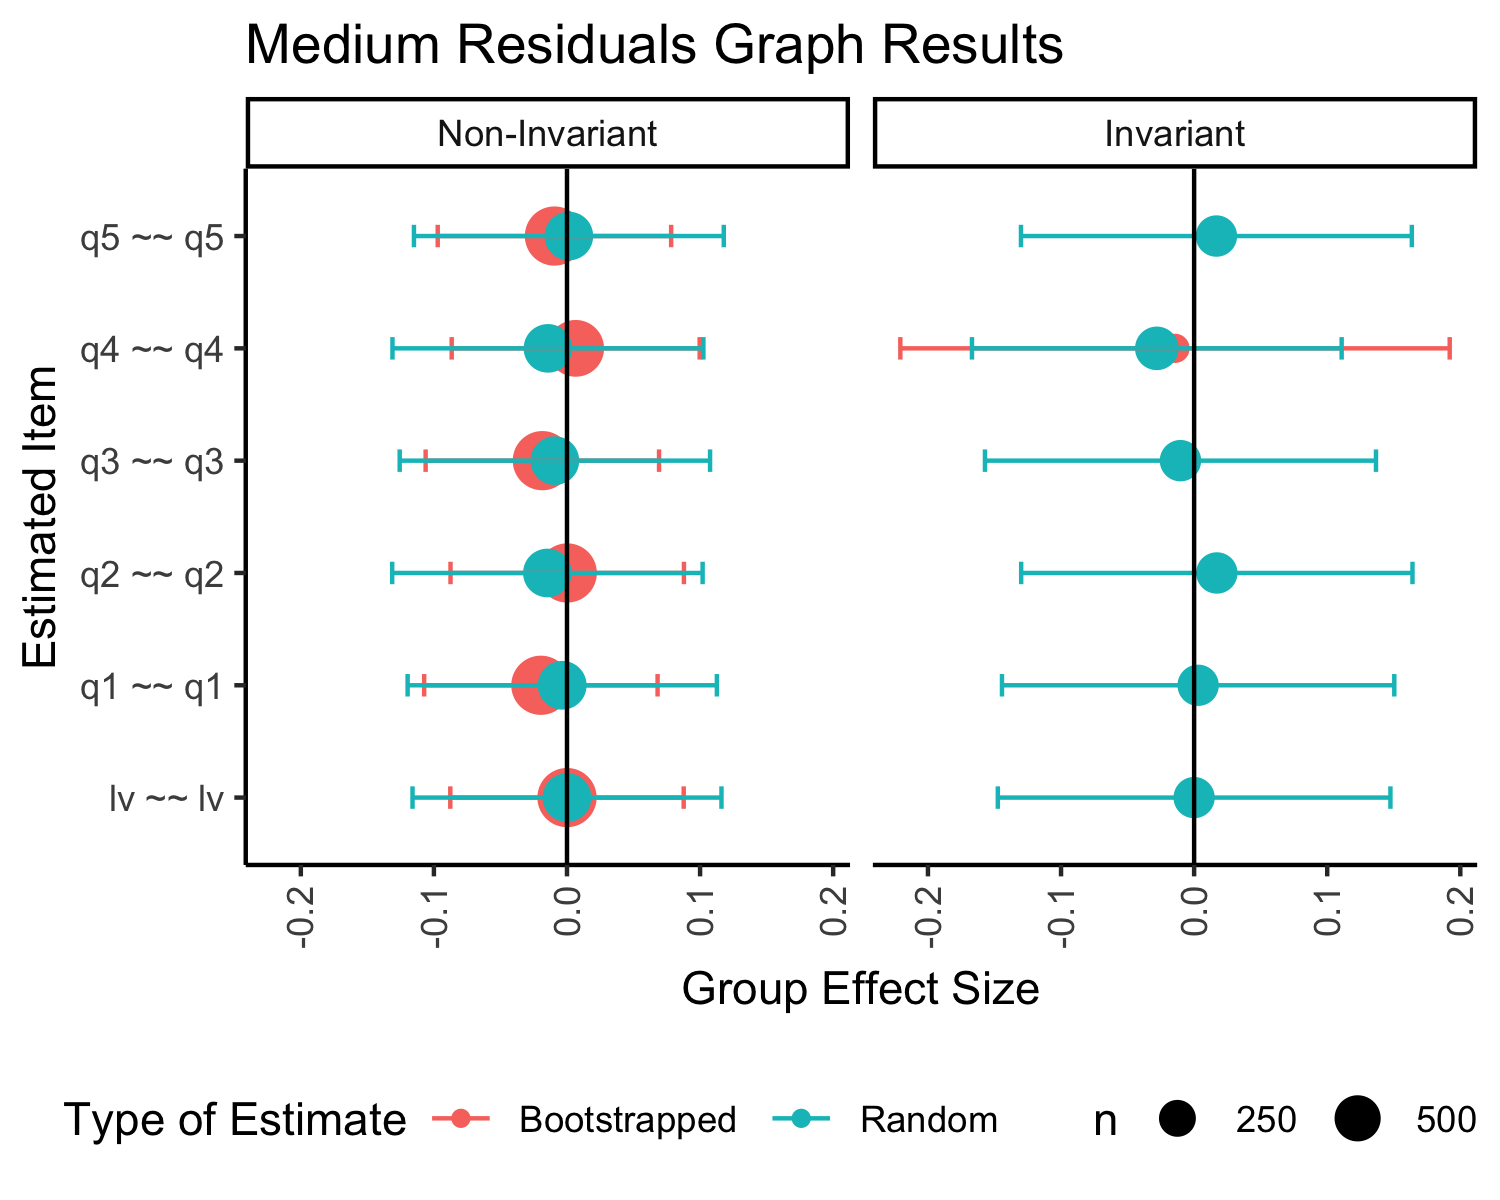 Medium Residuals Graph Results
Non-Invariant
Invariant
Estimated Item
q5 ~~ q5
q4 ~~ q4
q3 ~~ q3
q2 ~~ q2
q1 ~~ q1
lv ~~ lv
-0.2 -0.1 0.0 0.1 0.2
-0.2 -0.1 0.0 0.1 0.2
Group Effect Size
Type of Estimate Bootstrapped Random n 250 500